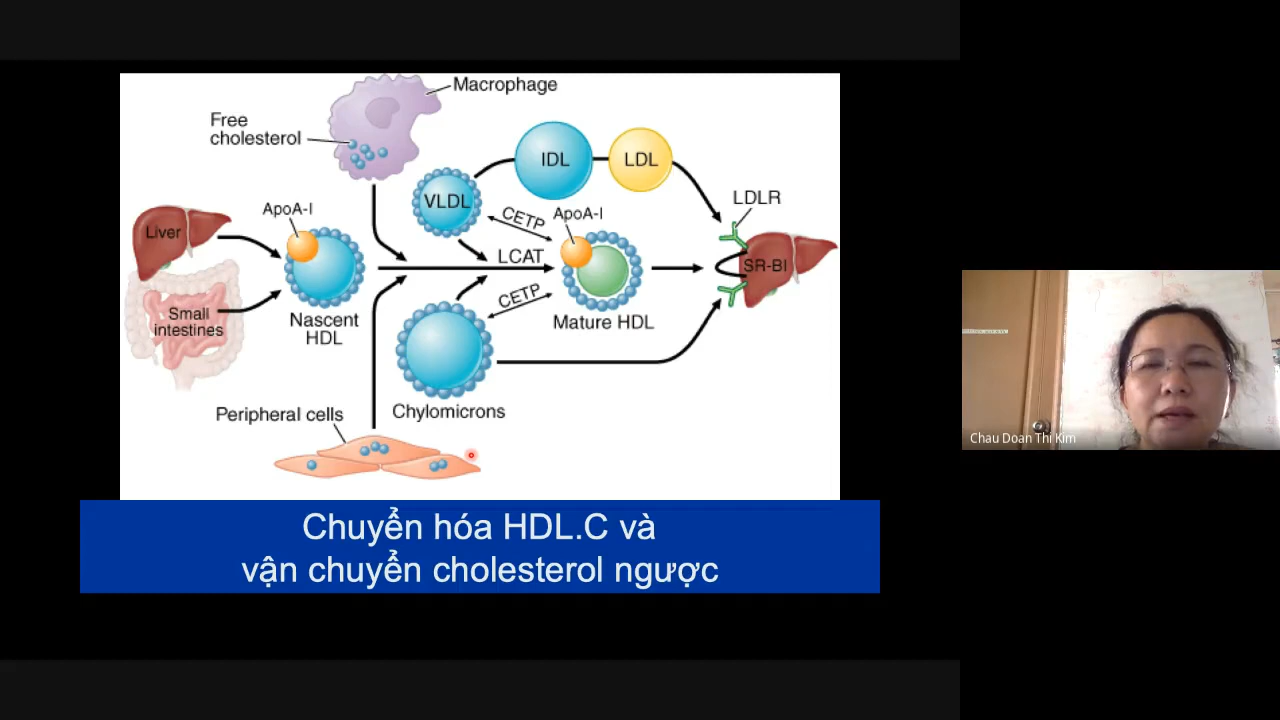 Macrophage
Free
cholesterol
IDL
LDL
VLDL
LDLR
ApoA-I
CETP
ApoA-I
Liver
LCAT
SR-BI
CETP
Small
intestines
Nascent
HDL
Mature HDL
Peripheral cells
Chylomicrons
Chuyển hóa HDL.C và
vận chuyển cholesterol ngược
Chau Doan Thi Kim